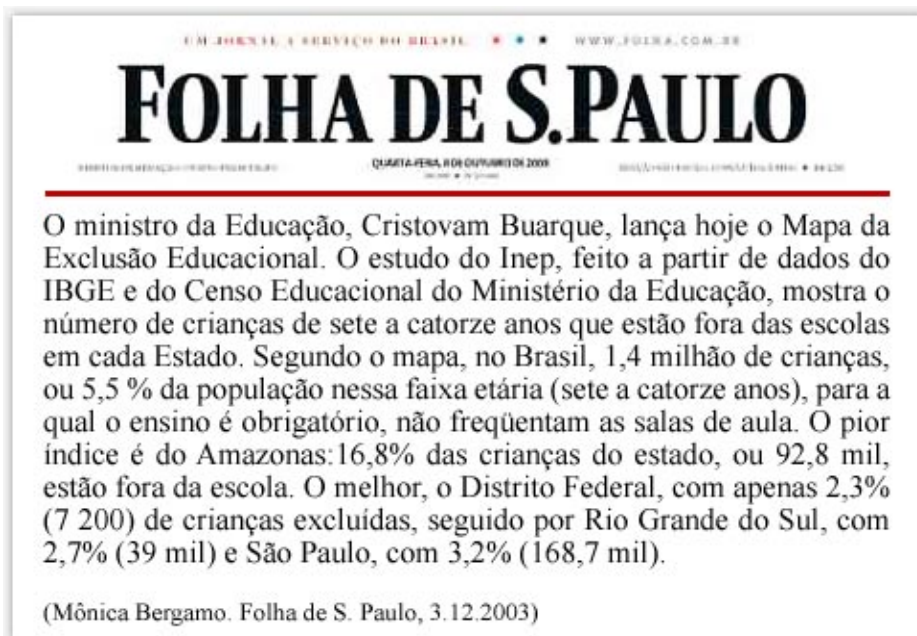 UM JORNAL A SERVIÇO DO BRASIL ★ ★ ★ WWW.FOLHA.COM.BR
FOLHA DE S.PAULO
QUARTA-FEIRA, 8 DE OUTUBRO DE
O ministro da Educação, Cristovam Buarque, lança hoje o Mapa da
Exclusão Educacional. O estudo do Inep, feito a partir de dados do
IBGE e do Censo Educacional do Ministério da Educação, mostra o
número de crianças de sete a catorze anos que estão fora das escolas
em cada Estado. Segundo o mapa, no Brasil, 1,4 milhão de crianças,
ou 5,5 % da população nessa faixa etária (sete a catorze anos), para a
qual o ensino é obrigatório, não freqüentam as salas de aula. O pior
índice é do Amazonas:16,8% das crianças do estado, ou 92,8 mil,
estão fora da escola. O melhor, o Distrito Federal, com apenas 2,3%
(7 200) de crianças excluídas, seguido por Rio Grande do Sul, com
2,7% (39 mil) e São Paulo, com 3,2% (168,7 mil).
(Mônica Bergamo. Folha de S. Paulo, 3.12.2003)